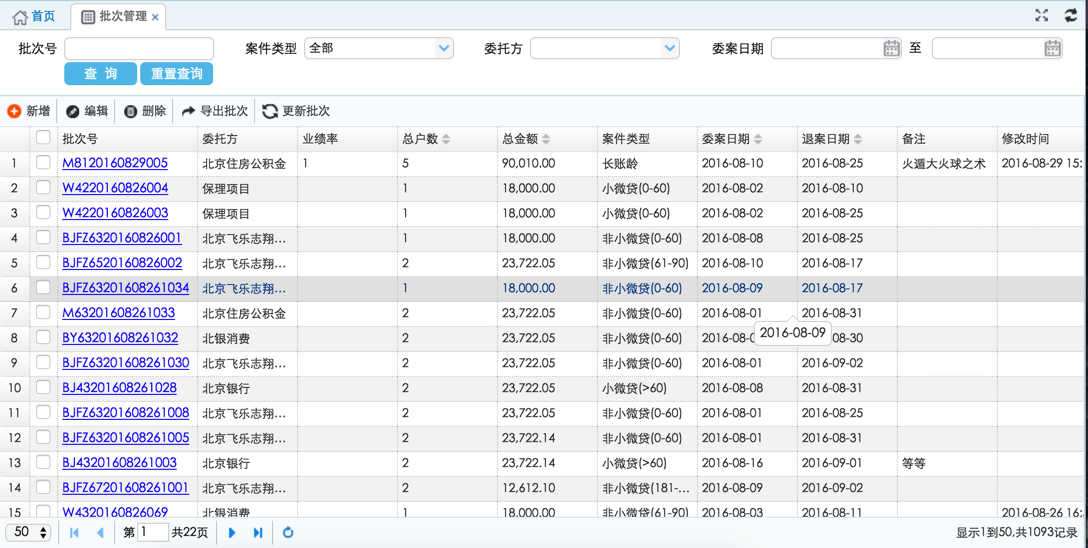 首页 批次管理 ×
批次号 案件类型 全部 委托方 委案日期 至
查 询 重置查询
新增 编辑 删除 导出批次 更新批次
批次号 委托方 业绩率 总户数 总金额 案件类型 委案日期 退案日期 备注 修改时间
1 M8120160829005 北京住房公积金 1 5 90,010.00 长账龄 2016-08-10 2016-08-25 火遁大火球之术 2016-08-29 15:
2 W4220160826004 保理项目 1 18,000.00 小微贷(0-60) 2016-08-02 2016-08-10
3 W4220160826003 保理项目 1 18,000.00 小微贷(0-60) 2016-08-02 2016-08-25
4 BJFZ6320160826001 北京飞乐志翔... 1 18,000.00 非小微贷(0-60) 2016-08-08 2016-08-25
5 BJFZ6520160826002 北京飞乐志翔... 2 23,722.05 非小微贷(61-90) 2016-08-10 2016-08-17
6 BJFZ63201608261034 北京飞乐志翔... 1 18,000.00 非小微贷(0-60) 2016-08-09 2016-08-17
7 M63201608261033 北京住房公积金 2 23,722.05 非小微贷(0-60) 2016-08-01 2016-08-31
8 BY63201608261032 北银消费 2 23,722.05 非小微贷(0-60) 2016-08-0 -08-30
2016-08-09
9 BJFZ63201608261030 北京飞乐志翔... 2 23,722.05 非小微贷(0-60) 2016-08-01 2016-09-02
10 BJ43201608261028 北京银行 2 23,722.05 小微贷(>60) 2016-08-08 2016-08-31
11 BJFZ63201608261008 北京飞乐志翔... 2 23,722.05 非小微贷(0-60) 2016-08-01 2016-08-25
12 BJFZ63201608261005 北京飞乐志翔... 2 23,722.14 非小微贷(0-60) 2016-08-01 2016-08-31
13 BJ43201608261003 北京银行 2 23,722.14 小微贷(>60) 2016-08-16 2016-09-01 等等
14 BJFZ67201608261001 北京飞乐志翔... 2 12,612.10 非小微贷(181-... 2016-08-09 2016-09-02
15 W4320160826069 北银消费 1 18,000.00 非小微贷(61-90) 2016-08-03 2016-08-11 2016-08-26 16:
50 第 1 共22页 显示1到50,共1093记录